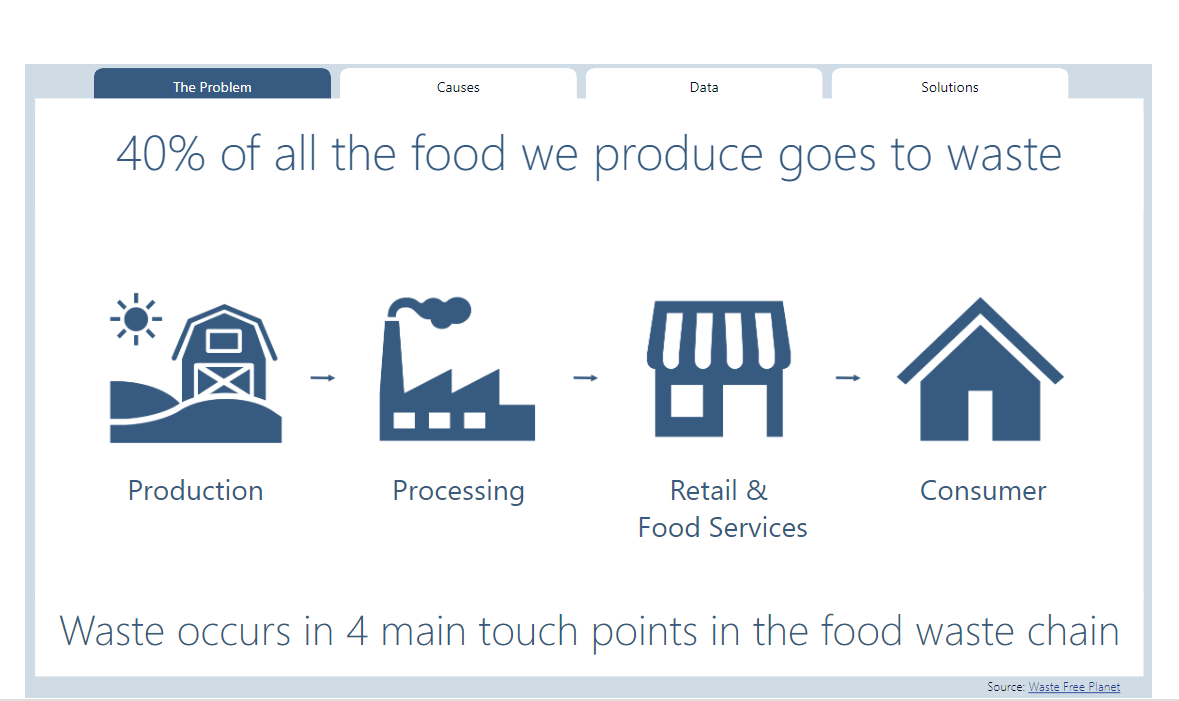 The Problem
Causes
Data
Solutions
40% of all the food we produce goes to waste
Production
Processing
Retail &
Food Services
Consumer
Waste occurs in 4 main touch points in the food waste chain
Source: Waste Free Planet